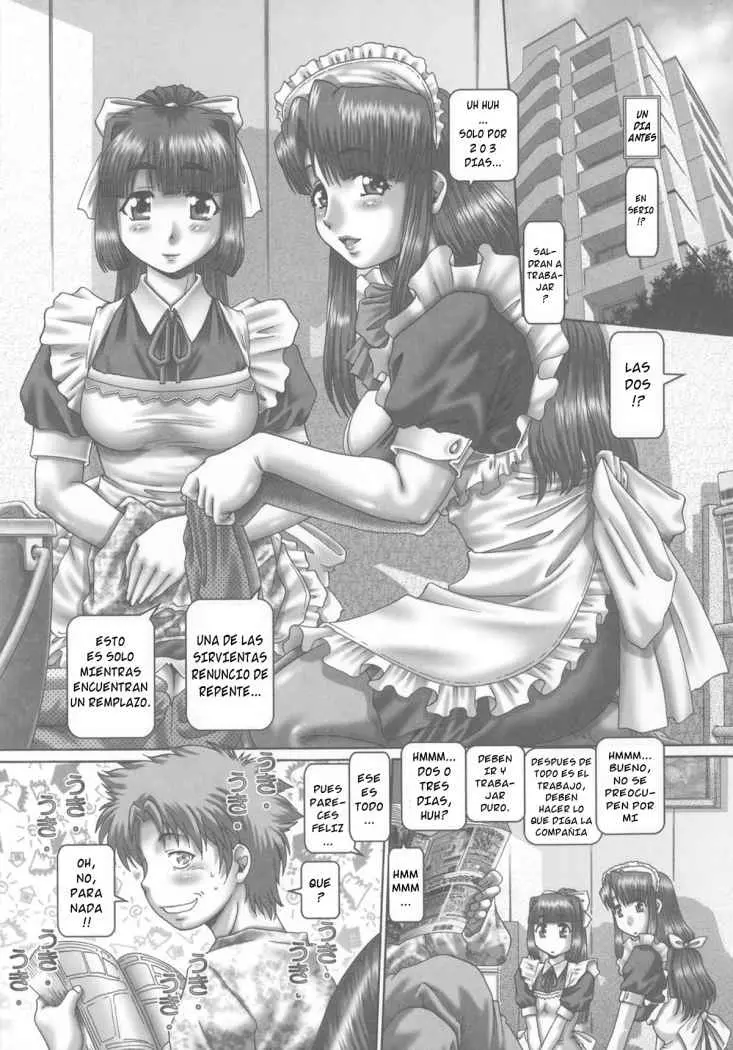 UN
DIA
ANTES
EN
SERIO
!?
SAL-
DRAN A
TRABA-
JAR
?
UH HUH
...
SOLO POR
2 O 3
DIAS...
LAS
DOS
!?
UNA DE LAS
SIRVIENTAS
RENUNCIO DE
REPENTE...
ESTO
ES SOLO
MIENTRAS
ENCUENTRAN
UN REMPLAZO.
HMMM...
BUENO,
NO SE
PREOCU-
PEN POR
MI
DESPUES DE
TODO ES EL
TRABAJO,
DEBEN
HACER LO
QUE DIGA LA
COMPAÑIA
DEBEN
IR Y
TRABA-
JAR
DURO.
HMMM...
DOS O
TRES
DIAS,
HUH?
HMM
MMM
...
ESE ES
TODO
...
PUES
PARE-
CES
FELIZ
...
QUE
?
OH,
NO,
PARA
NADA
!!